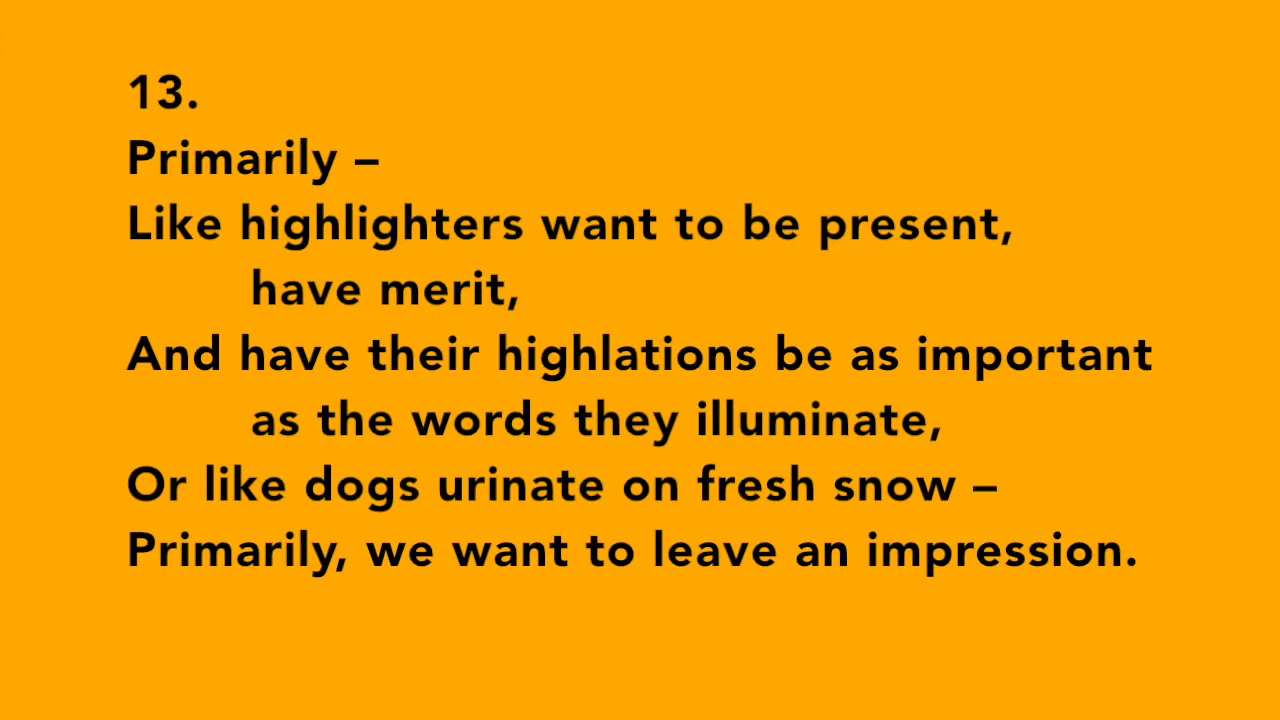 13.
Primarily –
Like highlighters want to be present,
have merit,
And have their highlations be as important
as the words they illuminate,
Or like dogs urinate on fresh snow –
Primarily, we want to leave an impression.